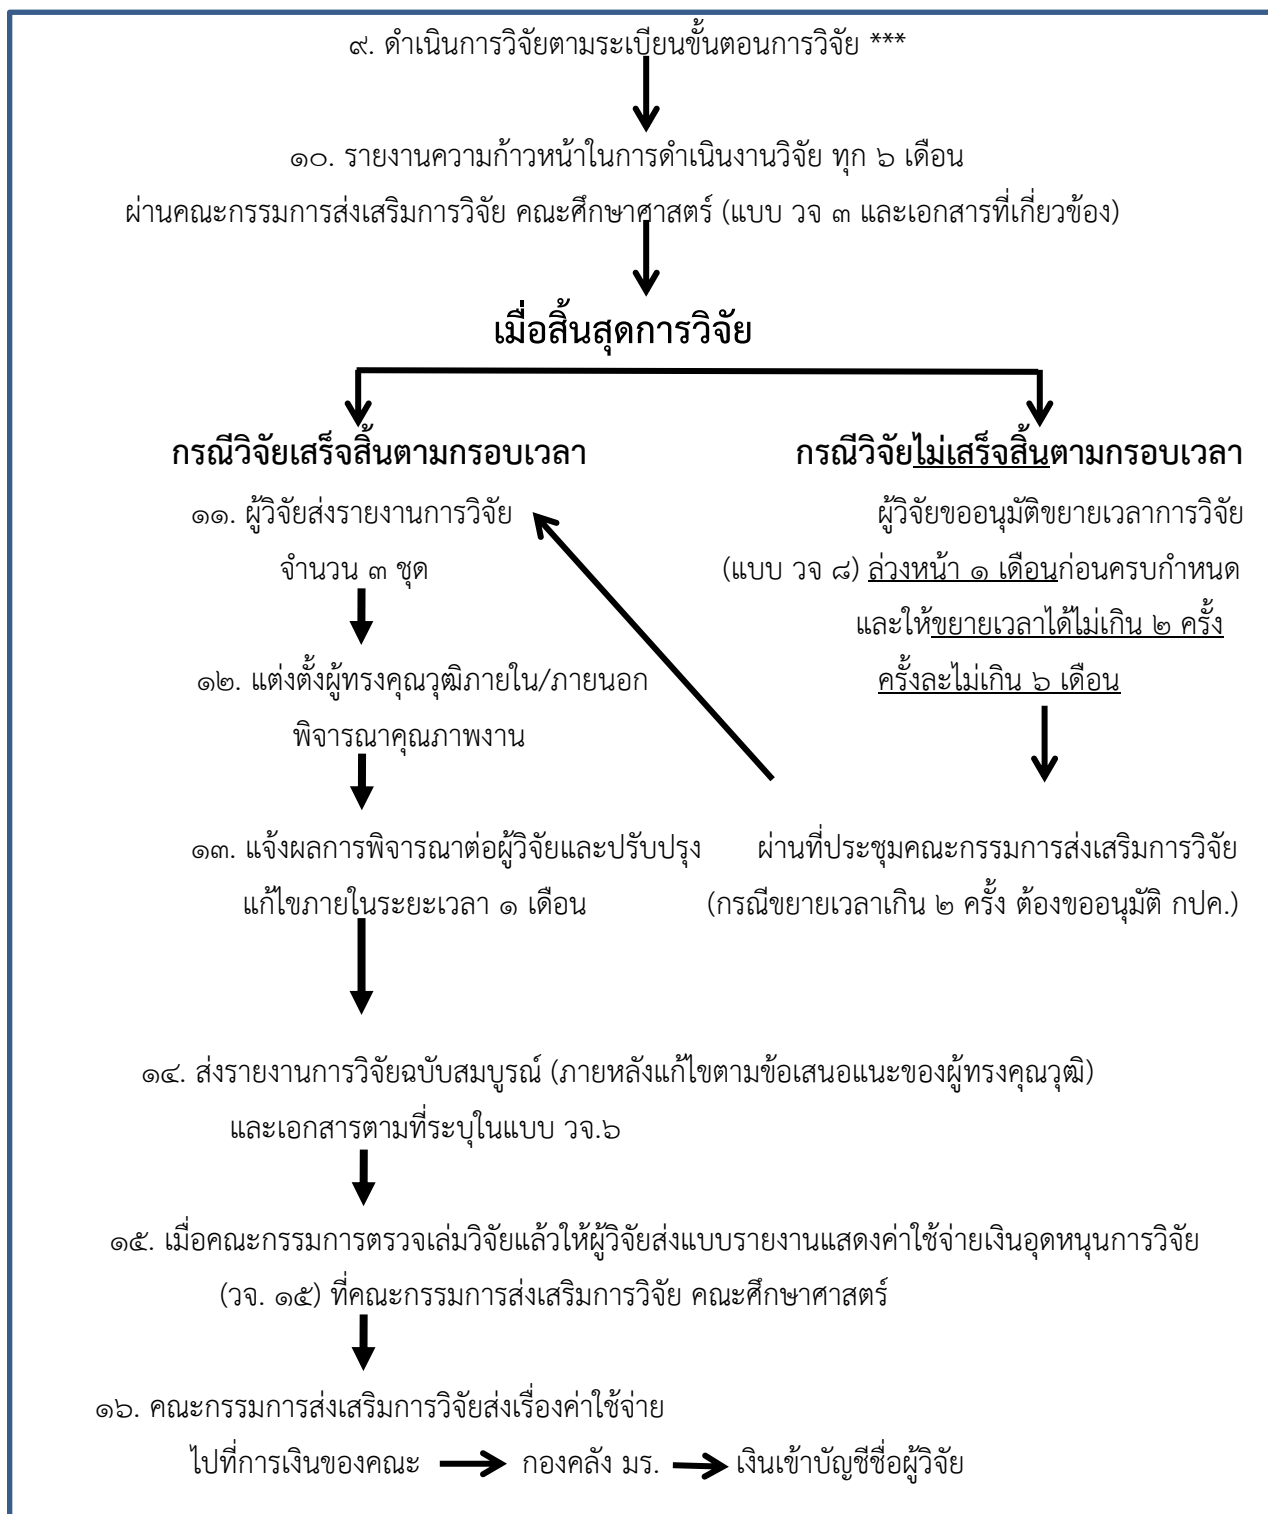 ๙. ดำเนินการวิจัยตามระเบียนขั้นตอนการวิจัย ***
๑๐. รายงานความก้าวหน้าในการดำเนินงานวิจัย ทุก ๖ เดือน
ผ่านคณะกรรมการส่งเสริมการวิจัย คณะศึกษาศาสตร์ (แบบ วจ ๓ และเอกสารที่เกี่ยวข้อง)
เมื่อสิ้นสุดการวิจัย
กรณีวิจัยเสร็จสิ้นตามกรอบเวลา
๑๑. ผู้วิจัยส่งรายงานการวิจัย
จำนวน ๓ ชุด
๑๒. แต่งตั้งผู้ทรงคุณวุฒิภายใน/ภายนอก
พิจารณาคุณภาพงาน
๑๓. แจ้งผลการพิจารณาต่อผู้วิจัยและปรับปรุง
แก้ไขภายในระยะเวลา ๑ เดือน
กรณีวิจัยไม่เสร็จสิ้นตามกรอบเวลา
ผู้วิจัยขออนุมัติขยายเวลาการวิจัย
(แบบ วจ ๘) ล่วงหน้า ๑ เดือนก่อนครบกำหนด
และให้ขยายเวลาได้ไม่เกิน ๒ ครั้ง
ครั้งละไม่เกิน ๖ เดือน
ผ่านที่ประชุมคณะกรรมการส่งเสริมการวิจัย
(กรณีขยายเวลาเกิน ๒ ครั้ง ต้องขออนุมัติ กปค.)
๑๔. ส่งรายงานการวิจัยฉบับสมบูรณ์ (ภายหลังแก้ไขตามข้อเสนอแนะของผู้ทรงคุณวุฒิ)
และเอกสารตามที่ระบุในแบบ วจ.๖
๑๕. เมื่อคณะกรรมการตรวจเล่มวิจัยแล้วให้ผู้วิจัยส่งแบบรายงานแสดงค่าใช้จ่ายเงินอุดหนุนการวิจัย
(วจ. ๑๕) ที่คณะกรรมการส่งเสริมการวิจัย คณะศึกษาศาสตร์
๑๖. คณะกรรมการส่งเสริมการวิจัยส่งเรื่องค่าใช้จ่าย
ไปที่การเงินของคณะ → กองคลัง มร. → เงินเข้าบัญชีชื่อผู้วิจัย